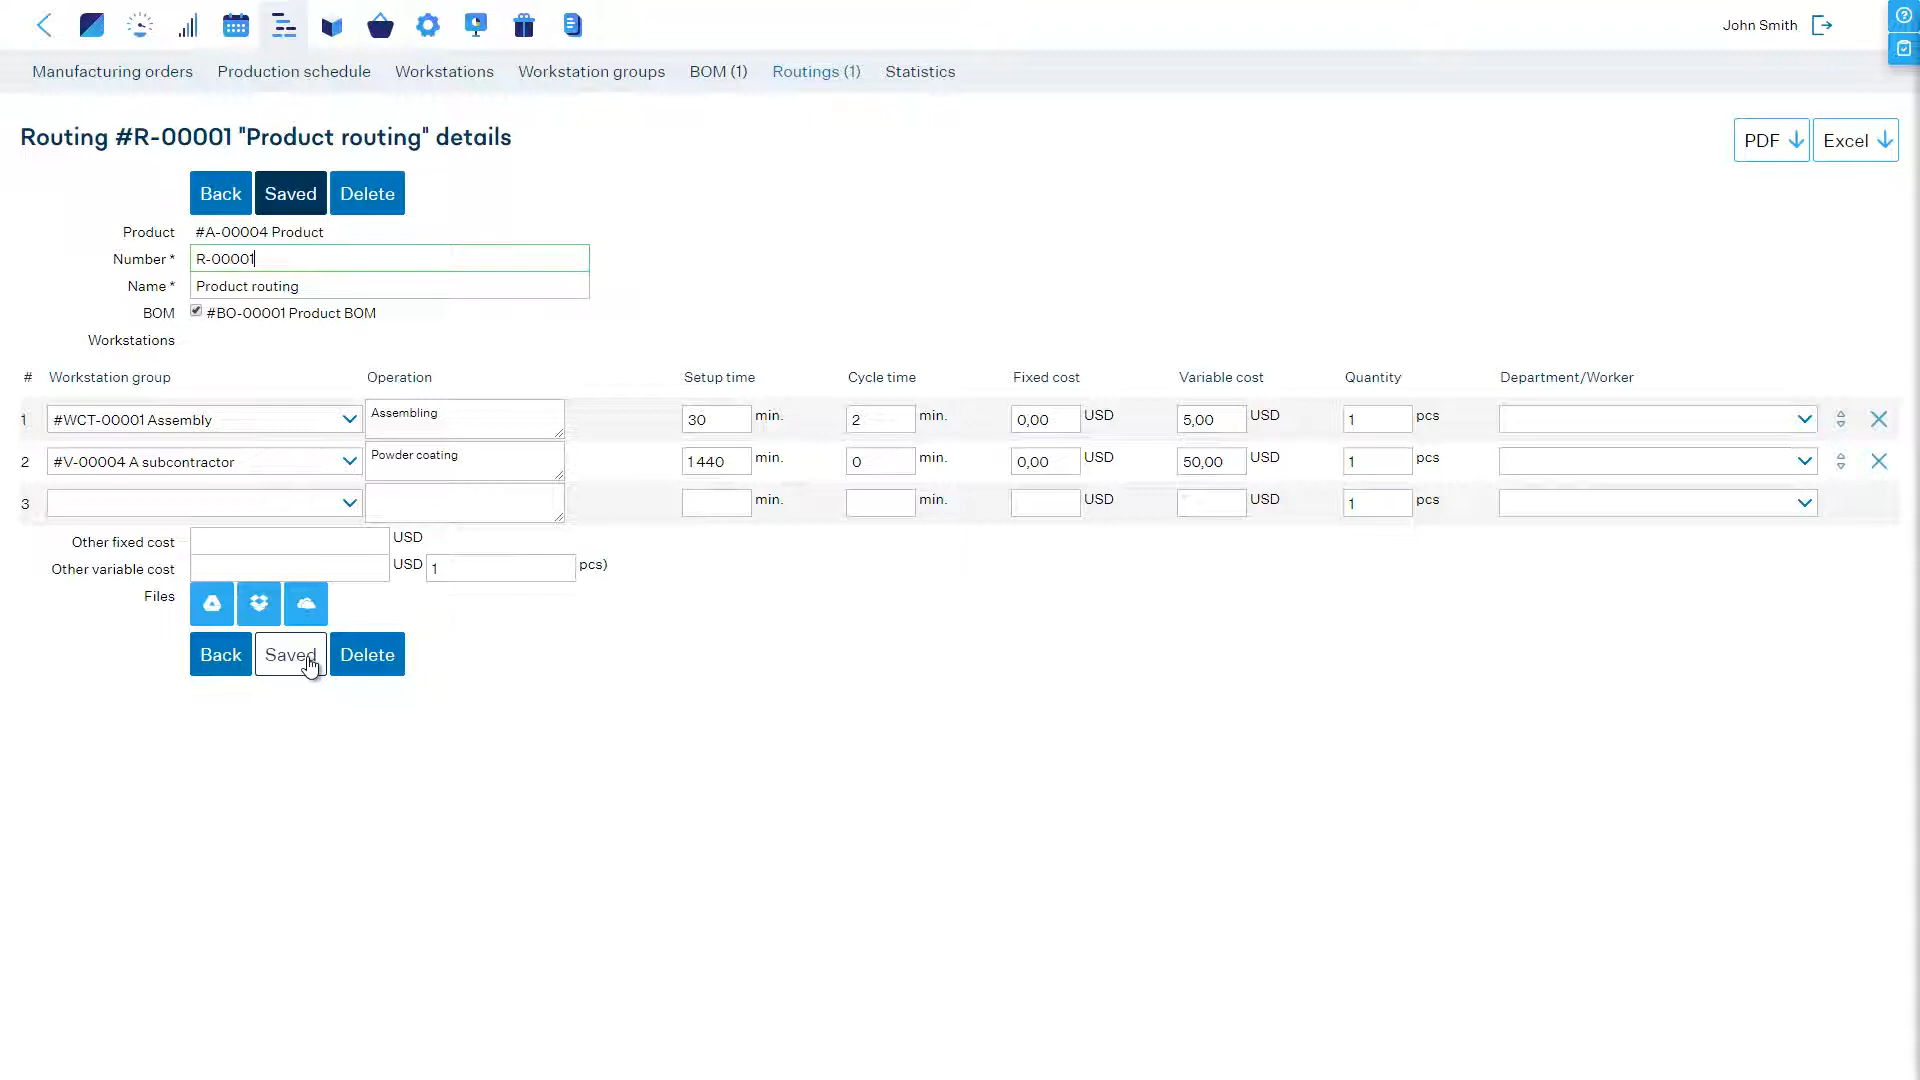 John Smith
Manufacturing orders Production schedule Workstations Workstation groups BOM (1) Routings (1) Statistics
Routing #R-00001 "Product routing" details
PDF Excel
Back Saved Delete
Product #A-00004 Product
Number * R-00001
Name * Product routing
BOM #BO-00001 Product BOM
Workstations
# Workstation group Operation Setup time Cycle time Fixed cost Variable cost Quantity Department/Worker
1 #WCT-00001 Assembly Assembling 30 min. 2 min. 0,00 USD 5,00 USD 1 pcs
2 #V-00004 A subcontractor Powder coating 1440 min. 0 min. 0,00 USD 50,00 USD 1 pcs
3 min. min. USD USD 1 pcs
Other fixed cost USD
Other variable cost USD 1 pcs)
Files
Back Saved Delete